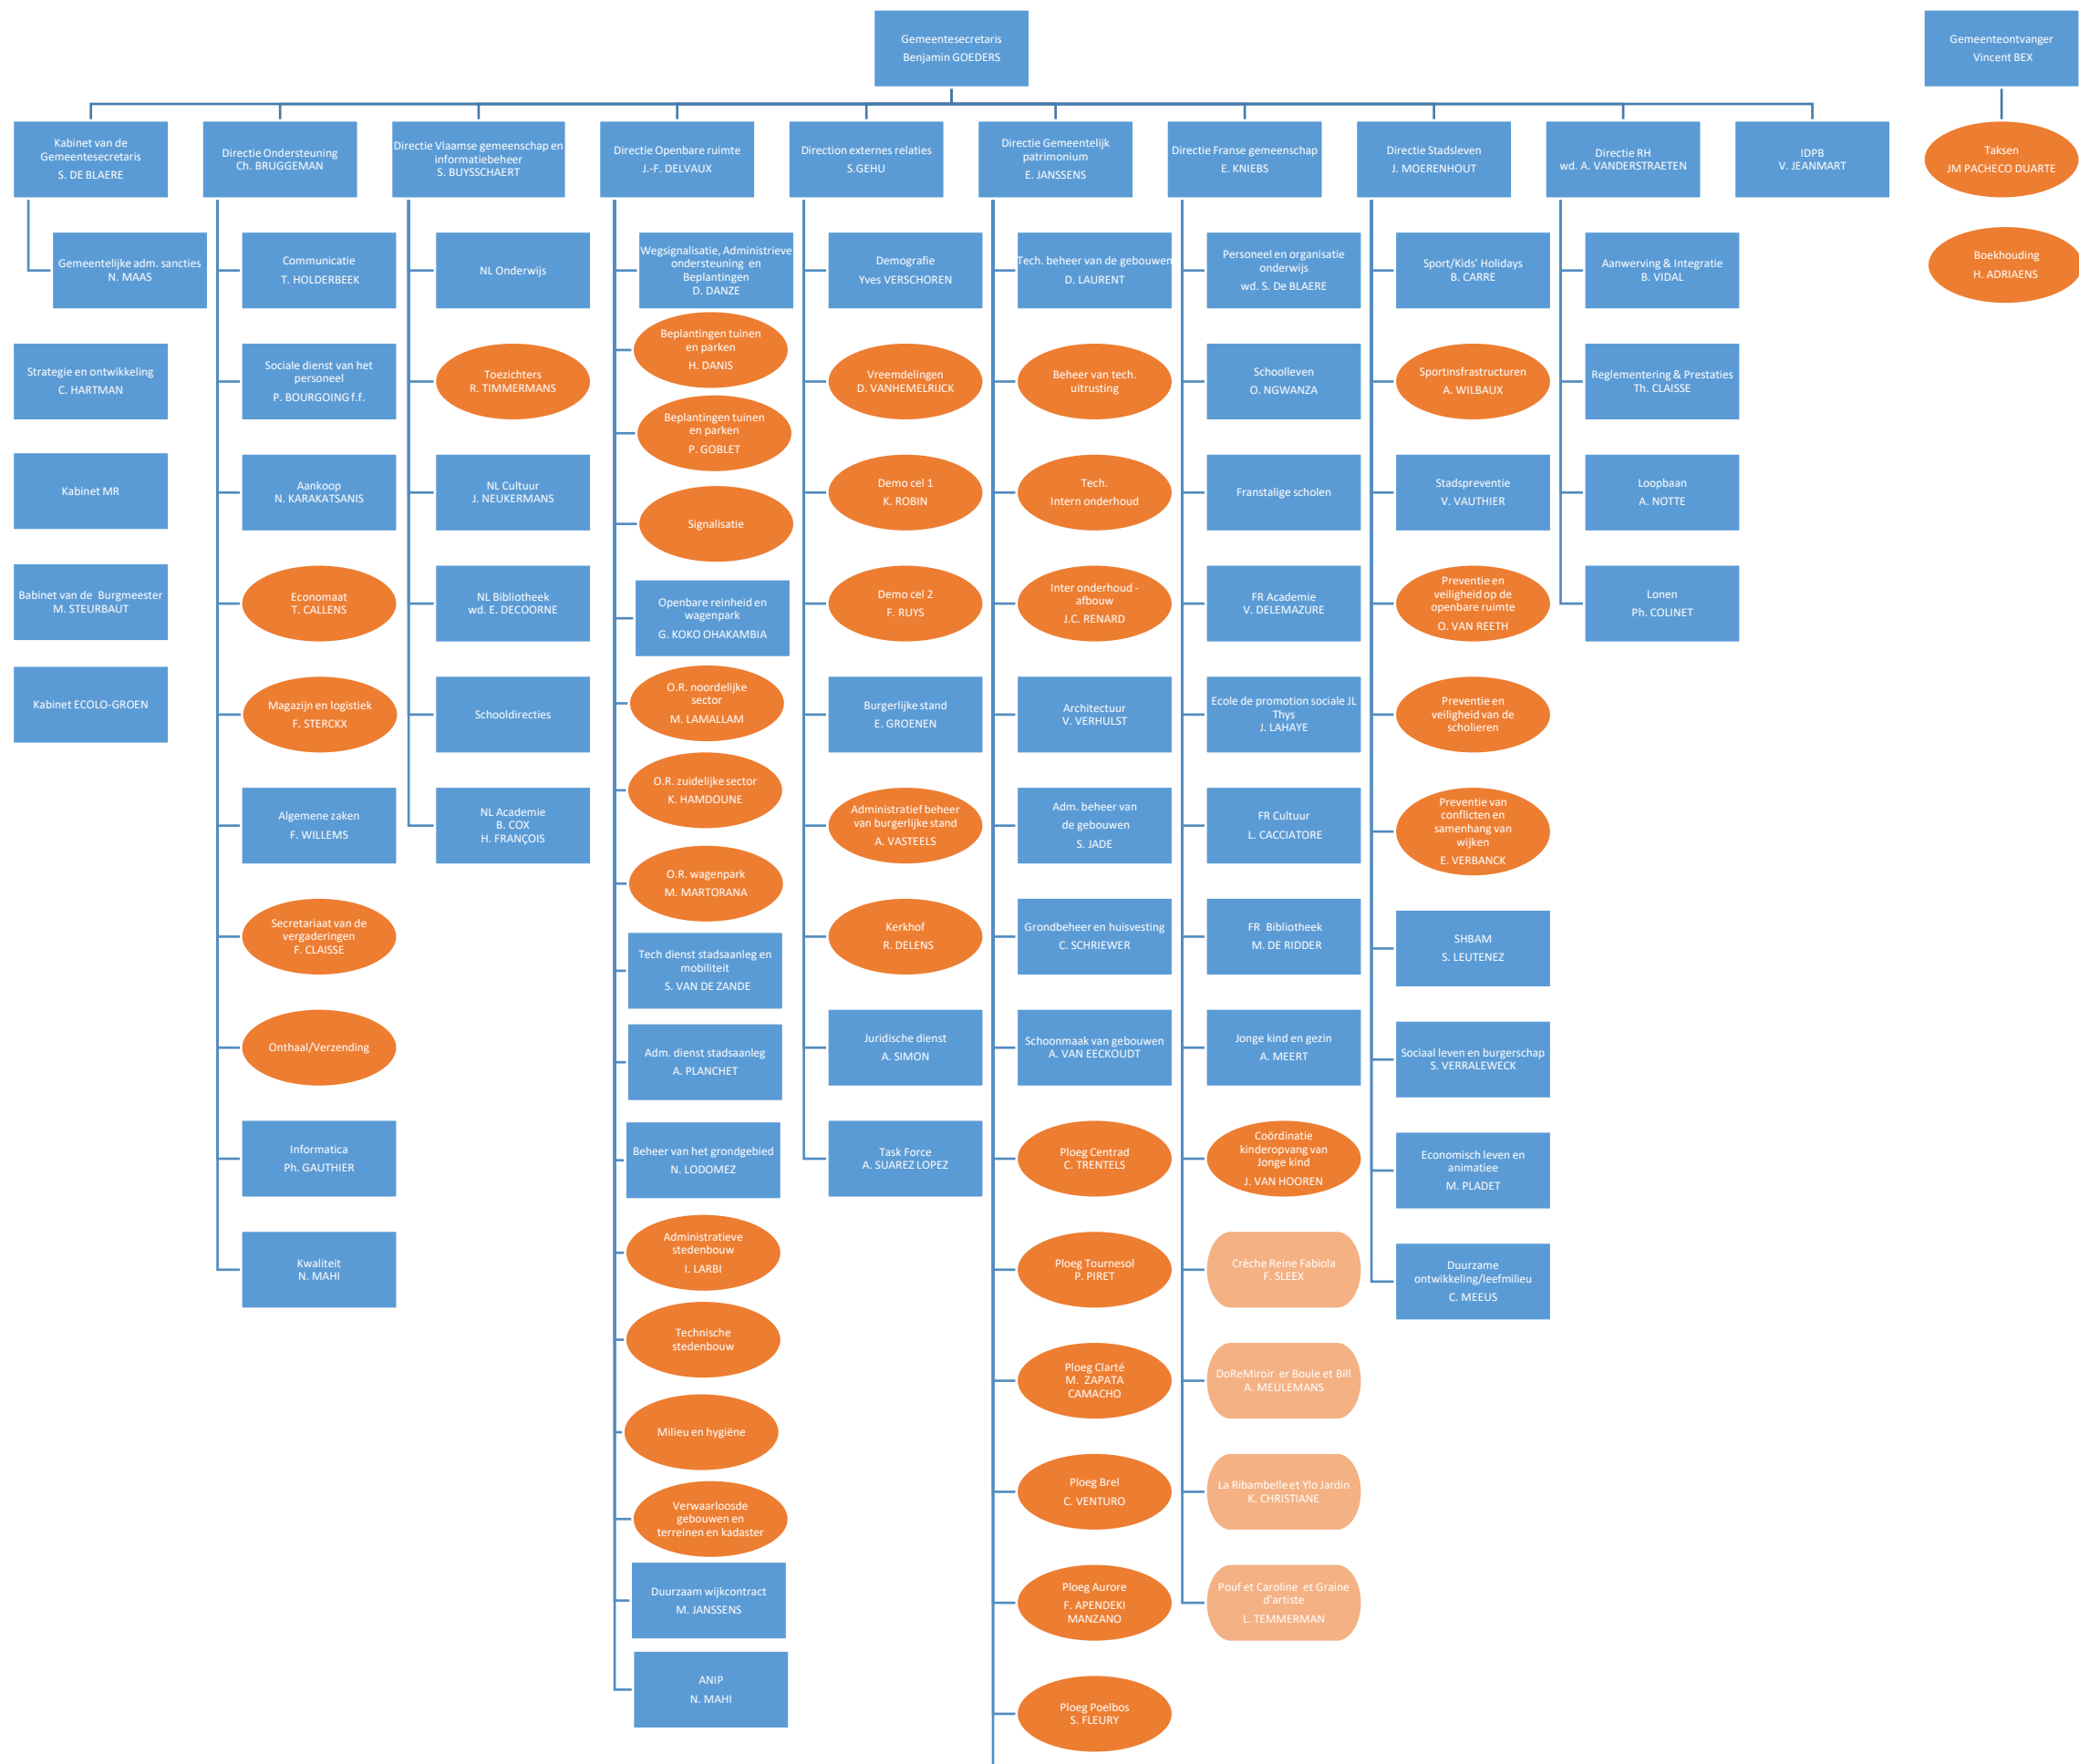 Gemeentesecretaris
Benjamin GOEDERS
Gemeenteontvanger
Vincent BEX
Kabinet van de
Gemeentesecretaris
S. DE BLAERE
Directie Ondersteuning
Ch. BRUGGEMAN
Directie Vlaamse gemeenschap en
informatiebeheer
S. BUYSSCHAERT
Directie Openbare ruimte
J.-F. DELVAUX
Direction externes relaties
S.GEHU
Directie Gemeentelijk
patrimonium
E. JANSSENS
Directie Franse gemeenschap
E. KNIEBS
Directie Stadsleven
J. MOERENHOUT
Directie RH
wd. A. VANDERSTRAETEN
IDPB
V. JEANMART
Taksen
JM PACHECO DUARTE
Boekhouding
H. ADRIAENS
Gemeentelijke adm. sancties
N. MAAS
Strategie en ontwikkeling
C. HARTMAN
Kabinet MR
Babinet van de  Burgmeester
M. STEURBAUT
Kabinet ECOLO-GROEN
Communicatie
T. HOLDERBEEK
Sociale dienst van het
personeel
P. BOURGOING f.f.
Aankoop
N. KARAKATSANIS
Economaat
T. CALLENS
Magazijn en logistiek
F. STERCKX
Algemene zaken
F. WILLEMS
Secretariaat van de
vergaderingen
F. CLAISSE
Onthaal/Verzending
Informatica
Ph. GAUTHIER
Kwaliteit
N. MAHI
NL Onderwijs
Toezichters
R. TIMMERMANS
NL Cultuur
J. NEUKERMANS
NL Bibliotheek
wd. E. DECOORNE
Schooldirecties
NL Academie
B. COX
H. FRANÇOIS
Wegsignalisatie, Administrieve
ondersteuning  en
Beplantingen
D. DANZE
Beplantingen tuinen
en parken
H. DANIS
Beplantingen tuinen
en parken
P. GOBLET
Signalisatie
Openbare reinheid en
wagenpark
G. KOKO OHAKAMBIA
O.R. noordelijke
sector
M. LAMALLAM
O.R. zuidelijke sector
K. HAMDOUNE
O.R. wagenpark
M. MARTORANA
Tech dienst stadsaanleg en
mobiliteit
S. VAN DE ZANDE
Adm. dienst stadsaanleg
A. PLANCHET
Beheer van het grondgebied
N. LODOMEZ
Administratieve
stedenbouw
I. LARBI
Technische
stedenbouw
Milieu en hygiëne
Verwaarloosde
gebouwen en
terreinen en kadaster
Duurzaam wijkcontract
M. JANSSENS
ANIP
N. MAHI
Demografie
Yves VERSCHOREN
Vreemdelingen
D. VANHEMELRIJCK
Demo cel 1
K. ROBIN
Demo cel 2
F. RUYS
Burgerlijke stand
E. GROENEN
Administratief beheer
van burgerlijke stand
A. VASTEELS
Kerkhof
R. DELENS
Juridische dienst
A. SIMON
Task Force
A. SUAREZ LOPEZ
Tech. beheer van de gebouwen
D. LAURENT
Beheer van tech.
uitrusting
Tech.
Intern onderhoud
Inter onderhoud -
afbouw
J.C. RENARD
Architectuur
V. VERHULST
Adm. beheer van
de gebouwen
S. JADE
Grondbeheer en huisvesting
C. SCHRIEWER
Schoonmaak van gebouwen
A. VAN EECKOUDT
Ploeg Centrad
C. TRENTELS
Ploeg Tournesol
P. PIRET
Ploeg Clarté
M.  ZAPATA
CAMACHO
Ploeg Brel
C. VENTURO
Ploeg Aurore
F. APENDEKI
MANZANO
Ploeg Poelbos
S. FLEURY
Personeel en organisatie
onderwijs
wd. S. De BLAERE
Schoolleven
O. NGWANZA
Franstalige scholen
FR Academie
V. DELEMAZURE
Ecole de promotion sociale JL
Thys
J. LAHAYE
FR Cultuur
L. CACCIATORE
FR  Bibliotheek
M. DE RIDDER
Jonge kind en gezin
A. MEERT
Coördinatie
kinderopvang van
Jonge kind
J. VAN HOOREN
Crèche Reine Fabiola
F. SLEEX
DoReMiroir  er Boule et Bill
A. MEULEMANS
La Ribambelle et Ylo Jardin
K. CHRISTIANE
Pouf et Caroline  et Graine
d'artiste
L. TEMMERMAN
Sport/Kids' Holidays
B. CARRE
Sportinsfrastructuren
A. WILBAUX
Stadspreventie
V. VAUTHIER
Preventie en
veiligheid op de
openbare ruimte
O. VAN REETH
Preventie en
veiligheid van de
scholieren
Preventie van
conflicten en
samenhang van
wijken
E. VERBANCK
SHBAM
S. LEUTENEZ
Sociaal leven en burgerschap
S. VERRALEWECK
Economisch leven en
animatiee
M. PLADET
Duurzame
ontwikkeling/leefmilieu
C. MEEUS
Aanwerving & Integratie
B. VIDAL
Reglementering & Prestaties
Th. CLAISSE
Loopbaan
A. NOTTE
Lonen
Ph. COLINET